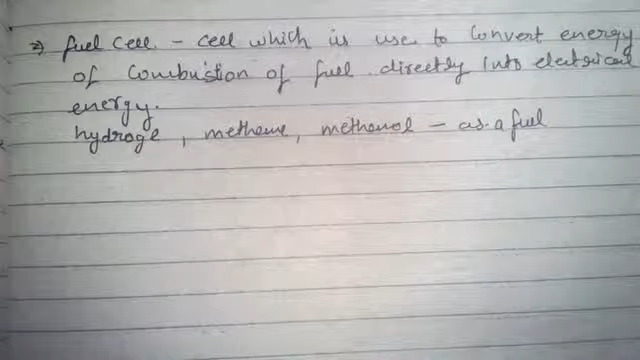 =) fuel cell - cell which is use to convert energy
of combustion of fuel directly into electrical
energy.
hydroge, methane, methanol - as a fuel